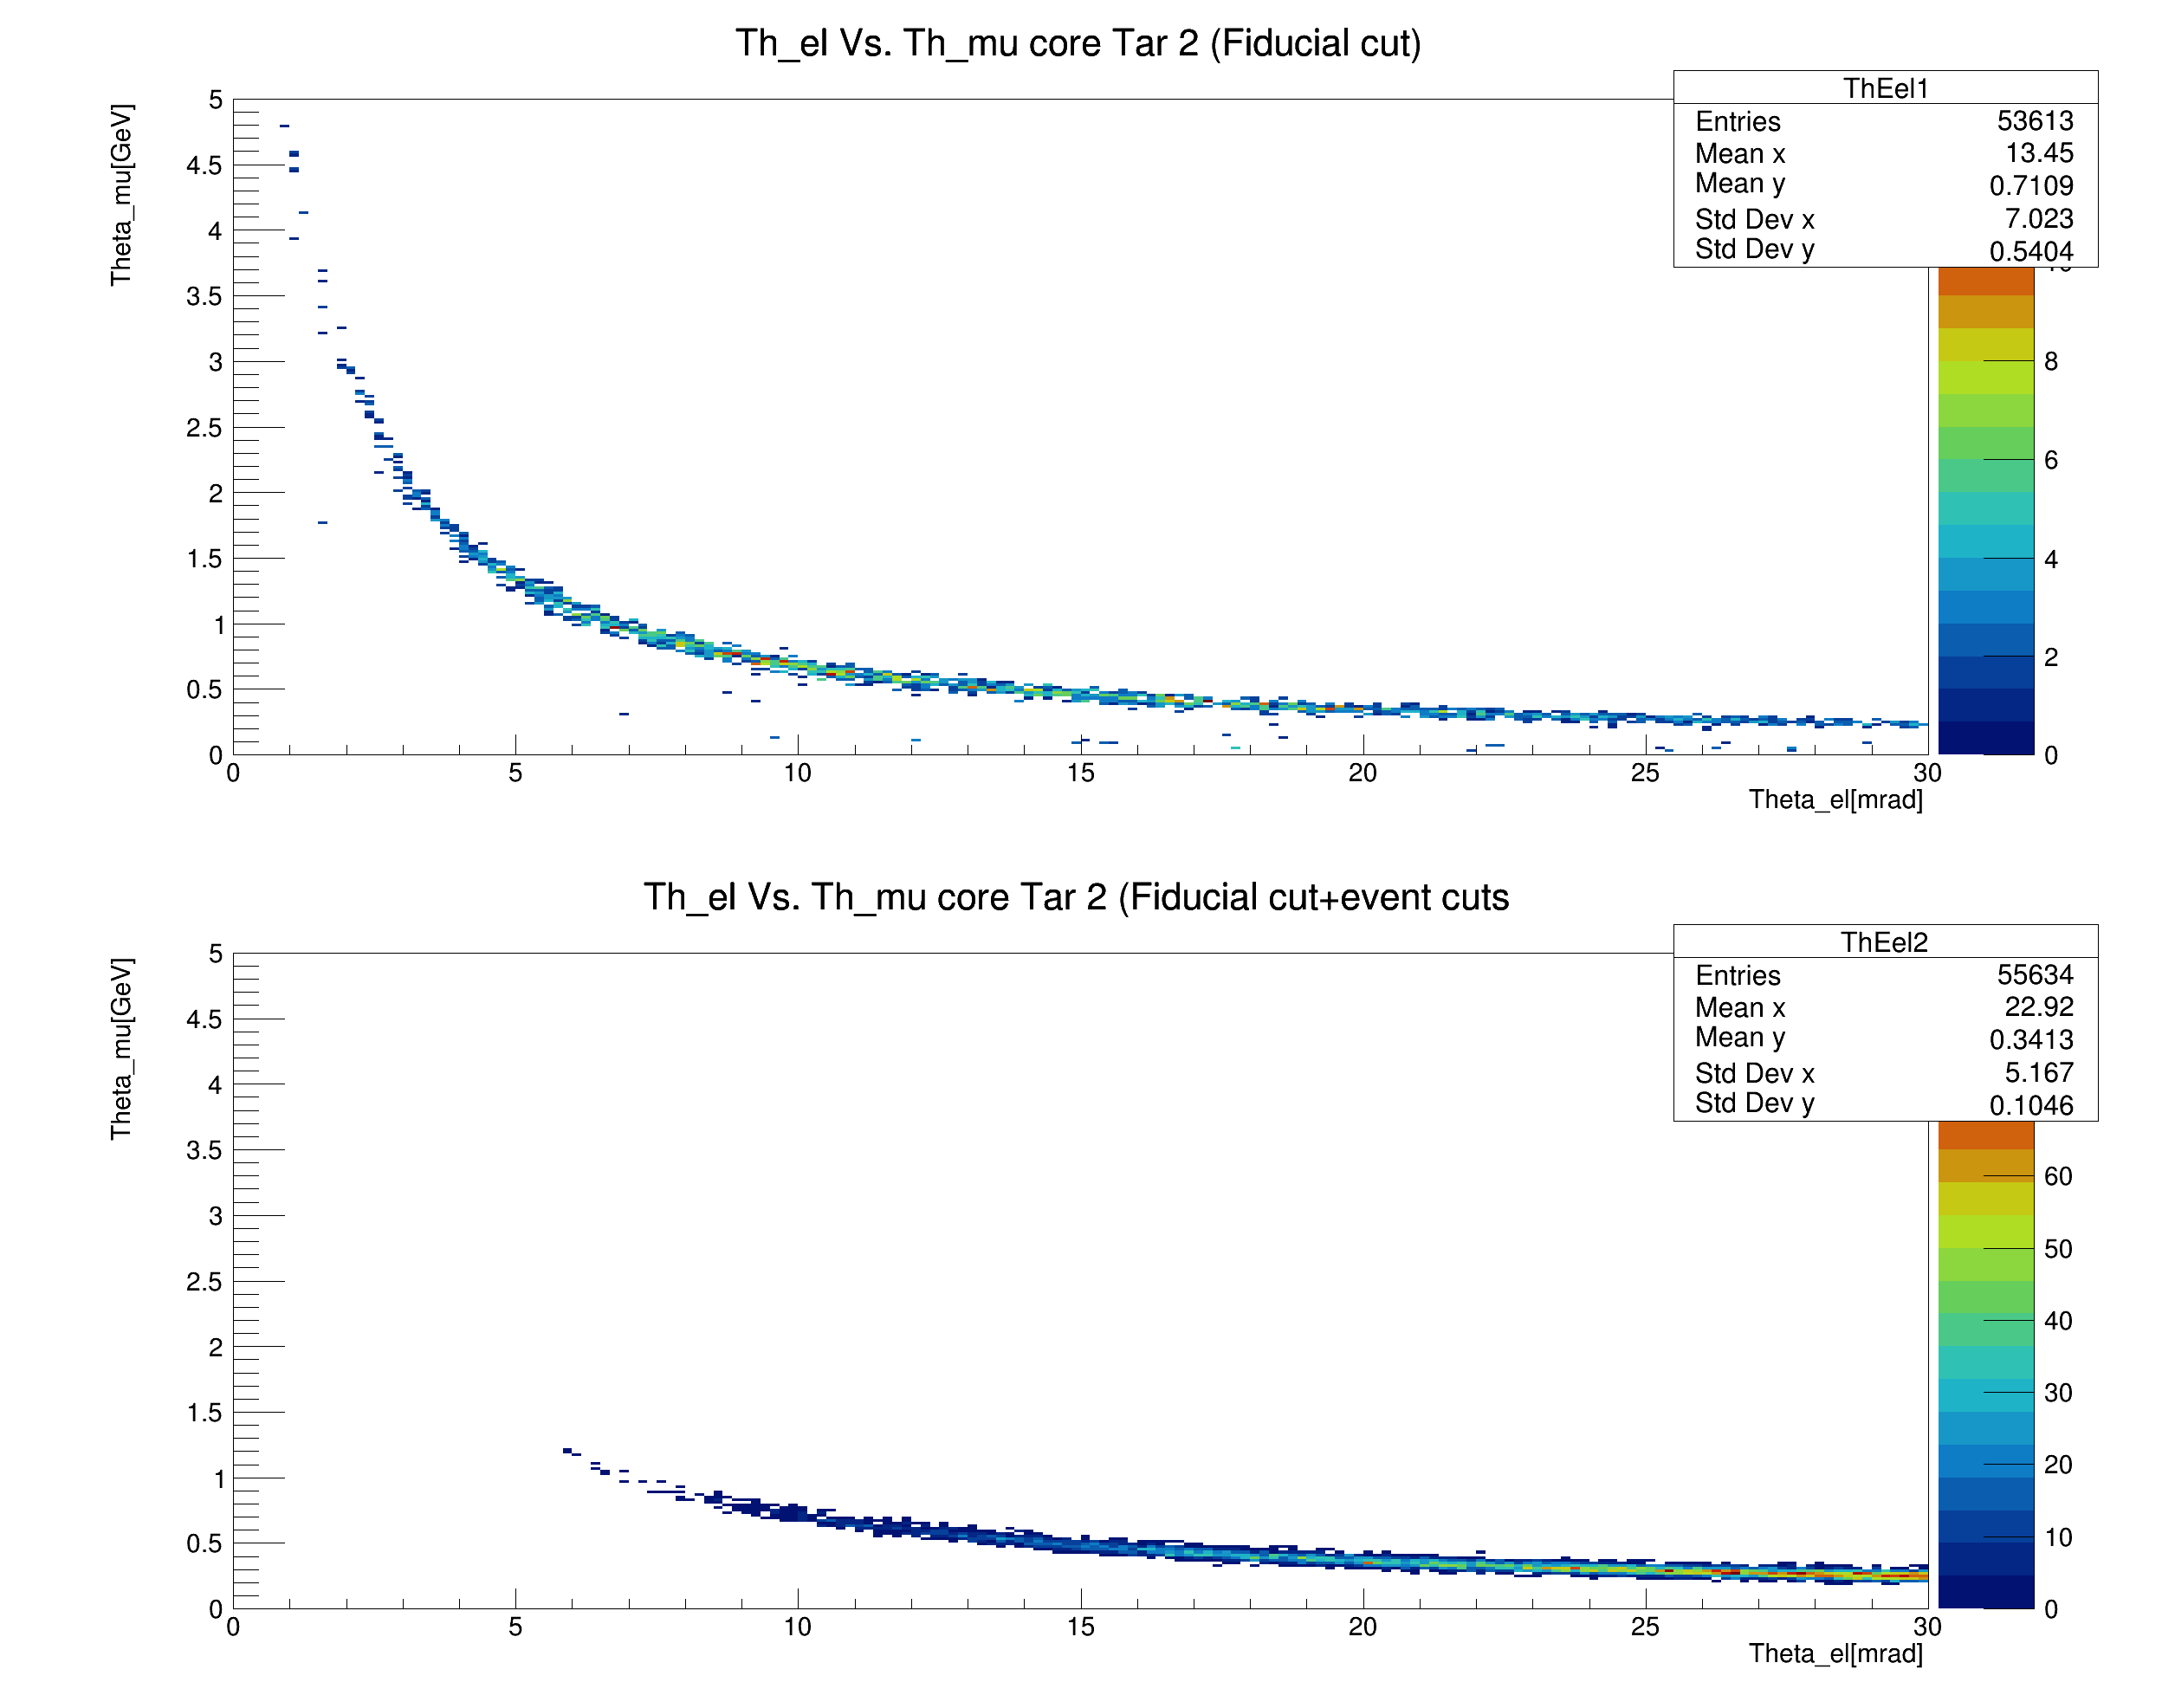 Th_el Vs. Th_mu core Tar 2 (Fiducial cut)
Theta_mu[GeV]
5
4.5
4
3.5
3
2.5
2
1.5
1
0.5
0
0 5 10 15 20 25 30
Theta_el[mrad]
ThEel1
Entries 53613
Mean x 13.45
Mean y 0.7109
Std Dev x 7.023
Std Dev y 0.5404
8
6
4
2
0
Th_el Vs. Th_mu core Tar 2 (Fiducial cut+event cuts
Theta_mu[GeV]
5
4.5
4
3.5
3
2.5
2
1.5
1
0.5
0
0 5 10 15 20 25 30
Theta_el[mrad]
ThEel2
Entries 55634
Mean x 22.92
Mean y 0.3413
Std Dev x 5.167
Std Dev y 0.1046
60
50
40
30
20
10
0